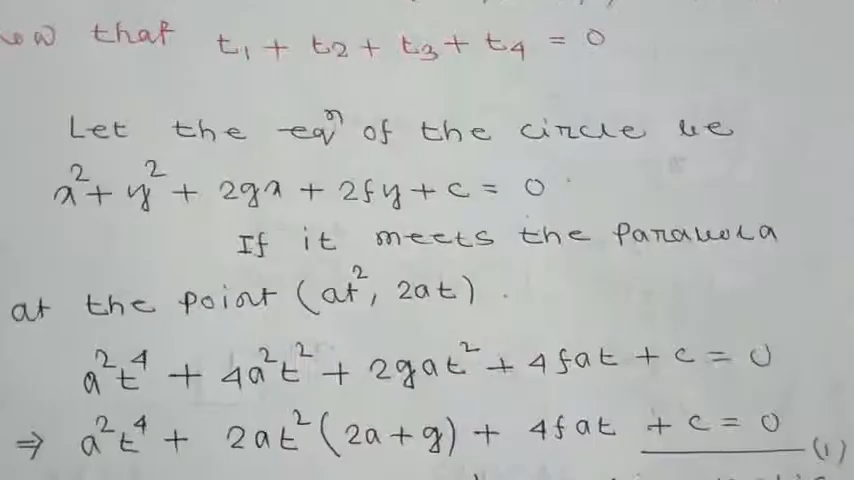 that t₁ + t₂ + t₃ + t₄ = 0
Let the eqⁿ of the circle be
x² + y² + 2gx + 2fy + c = 0
If it meets the parabola
at the point (at², 2at).
a²t⁴ + 4a²t² + 2gat² + 4fat + c = 0
⇒ a²t⁴ + 2at²(2a+g) + 4fat + c = 0
(1)